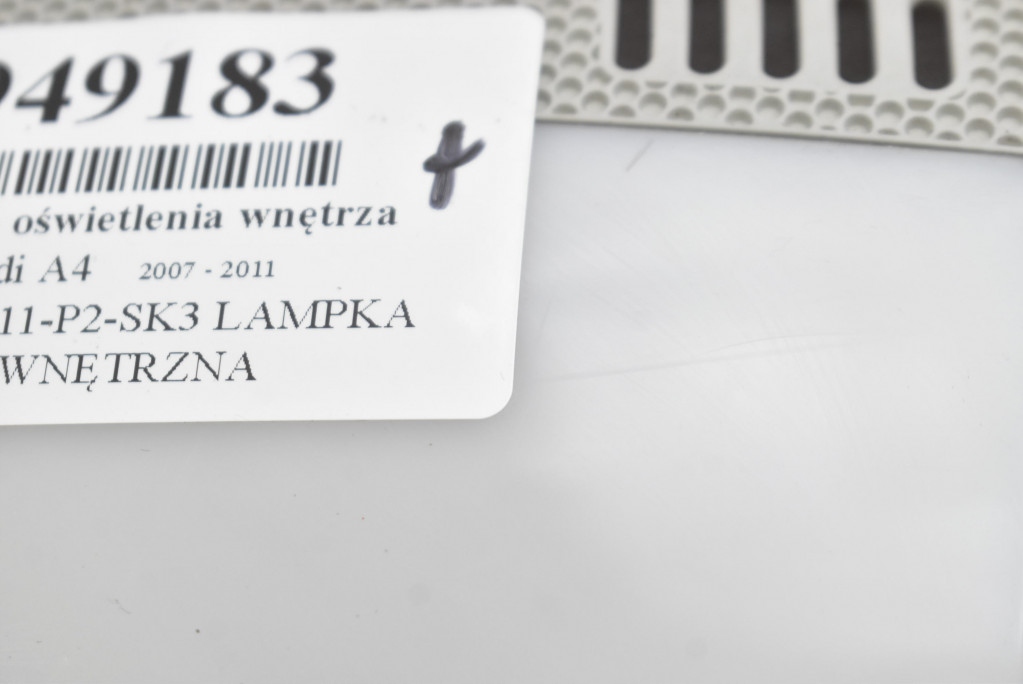 949183
oświetlenia wnętrza
di A4 2007 - 2011
11-P2-SK3 LAMPKA
WNĘTRZNA